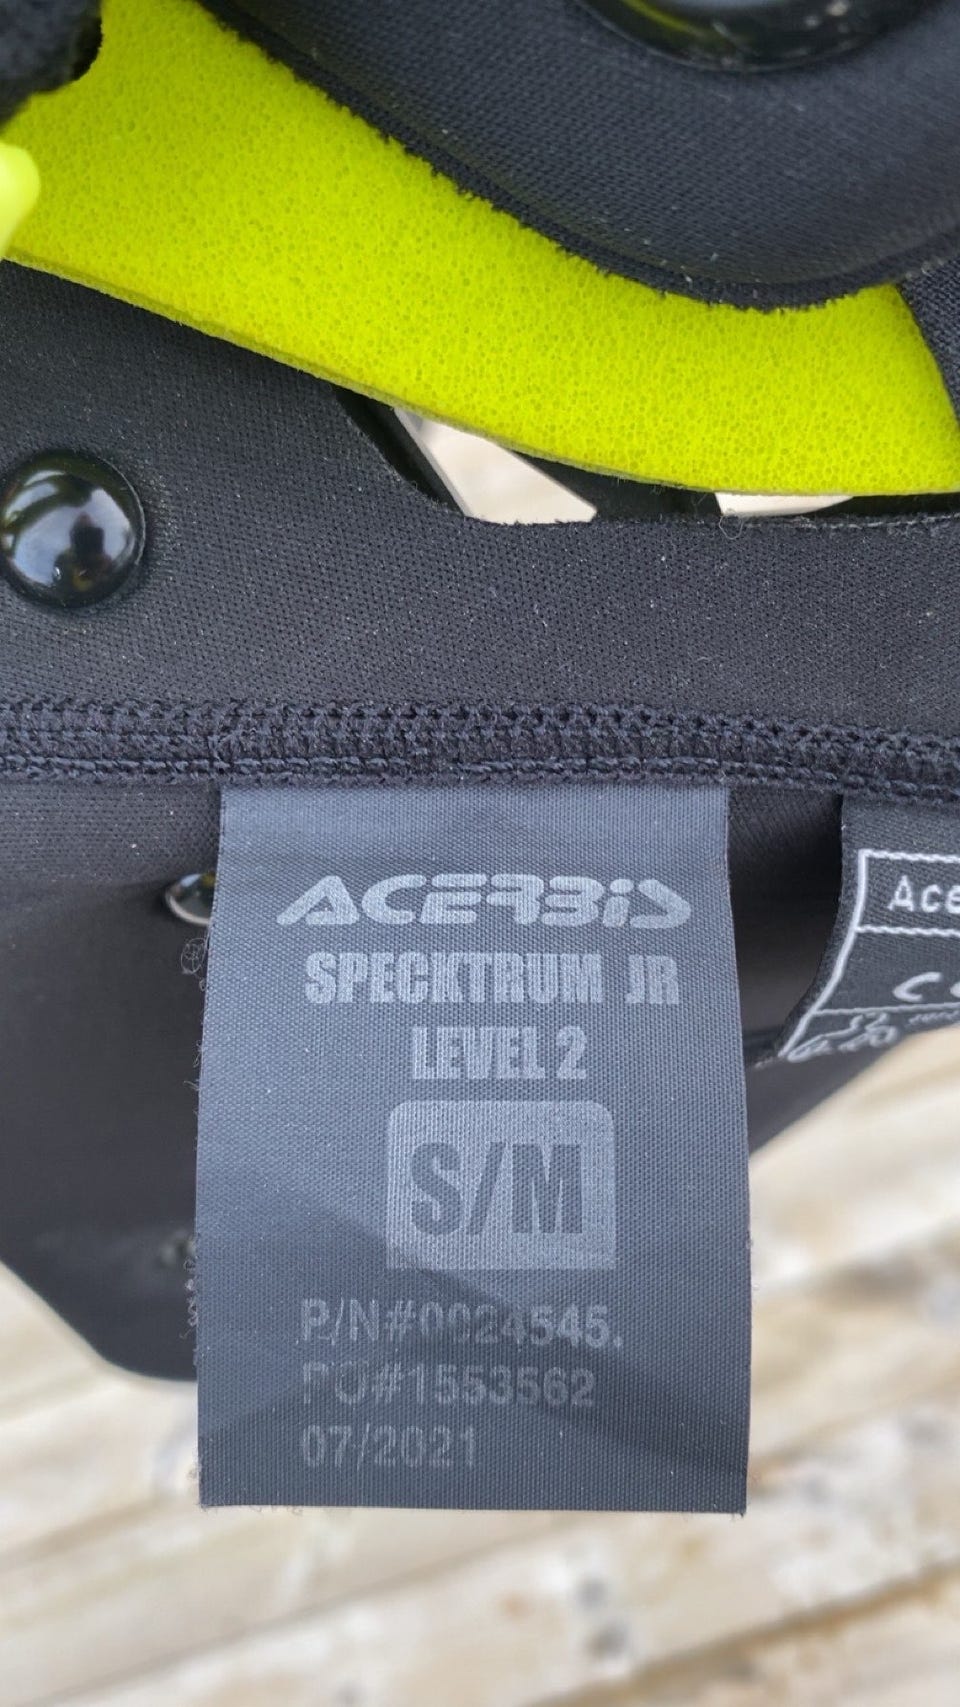 ACERBIS
SPECKTRUM JR
LEVEL 2
S/M
P/N#0024545.
PO#1553562
07/2021
Ace